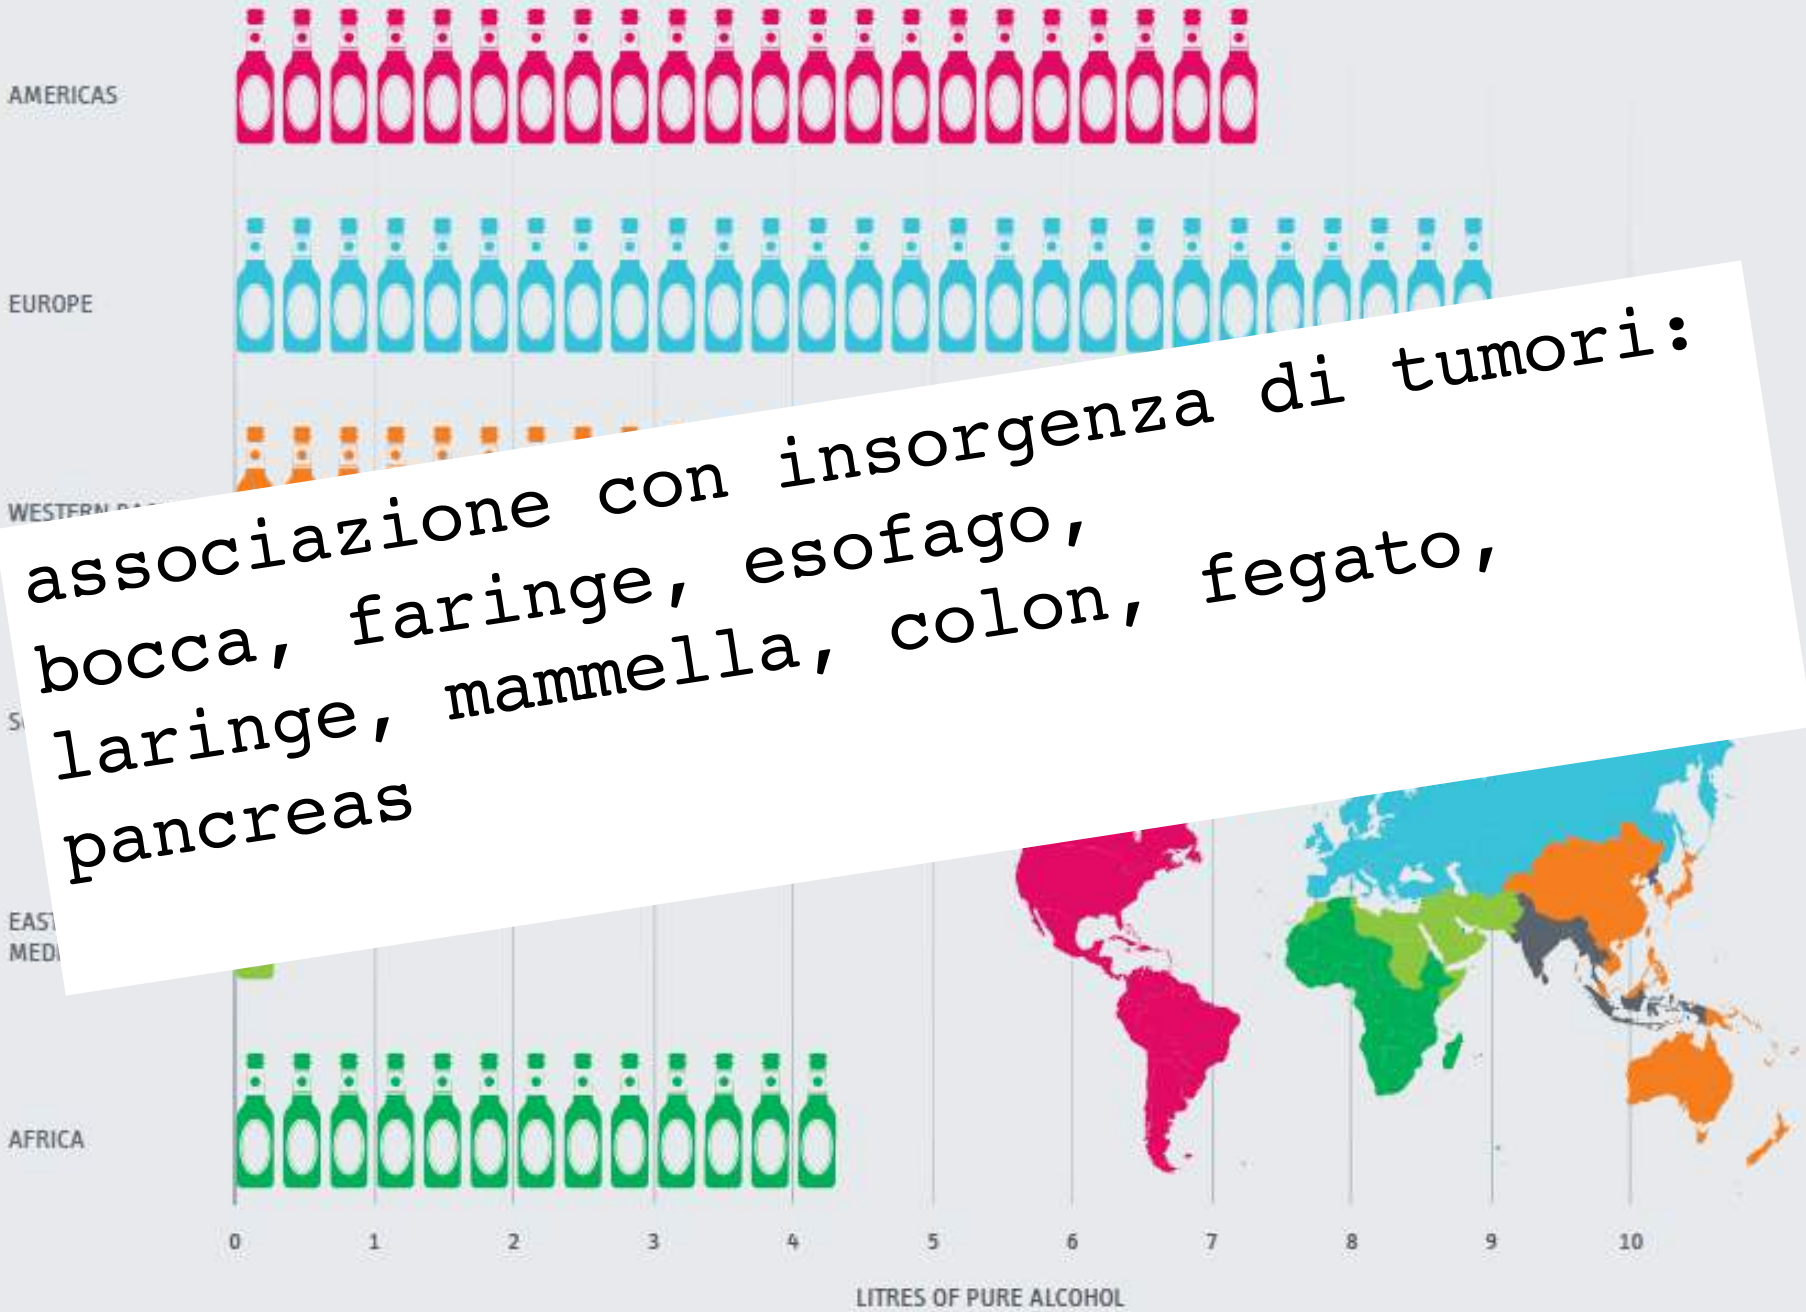 AMERICAS
EUROPE
WESTERN
associazione con insorgenza di tumori:
bocca, faringe, esofago,
laringe, mammella, colon, fegato,
pancreas
AFRICA
0 1 2 3 4 5 6 7 8 9 10
LITRES OF PURE ALCOHOL